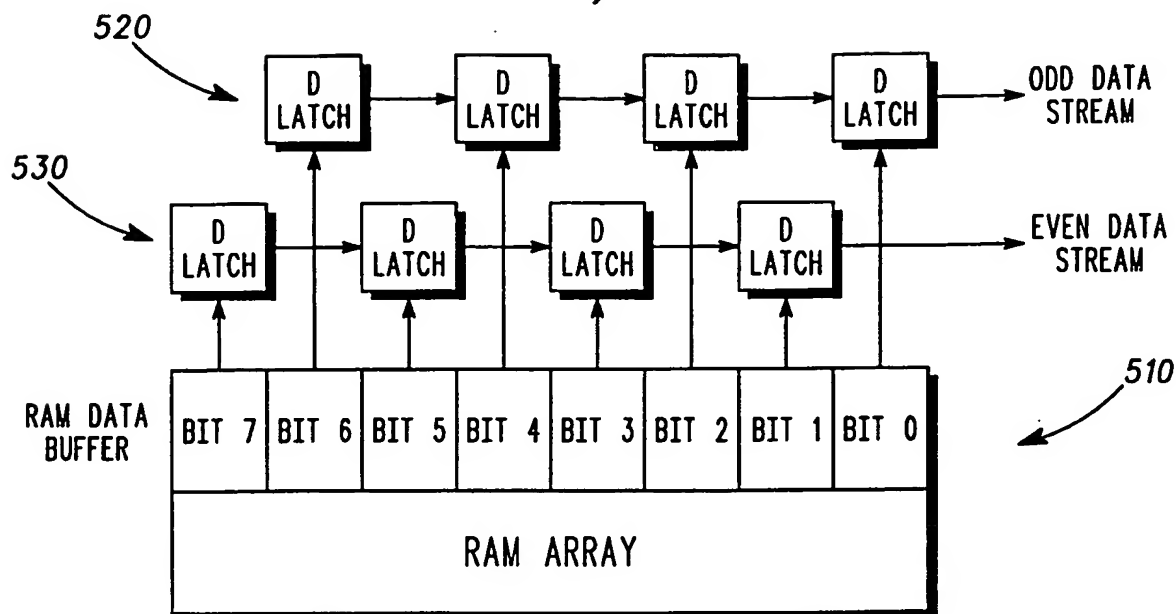 520
D
LATCH
D
LATCH
D
LATCH
D
LATCH
ODD DATA
STREAM
530
D
LATCH
D
LATCH
D
LATCH
D
LATCH
EVEN DATA
STREAM
510
RAM DATA
BUFFER
BIT 7
BIT 6
BIT 5
BIT 4
BIT 3
BIT 2
BIT 1
BIT 0
RAM ARRAY